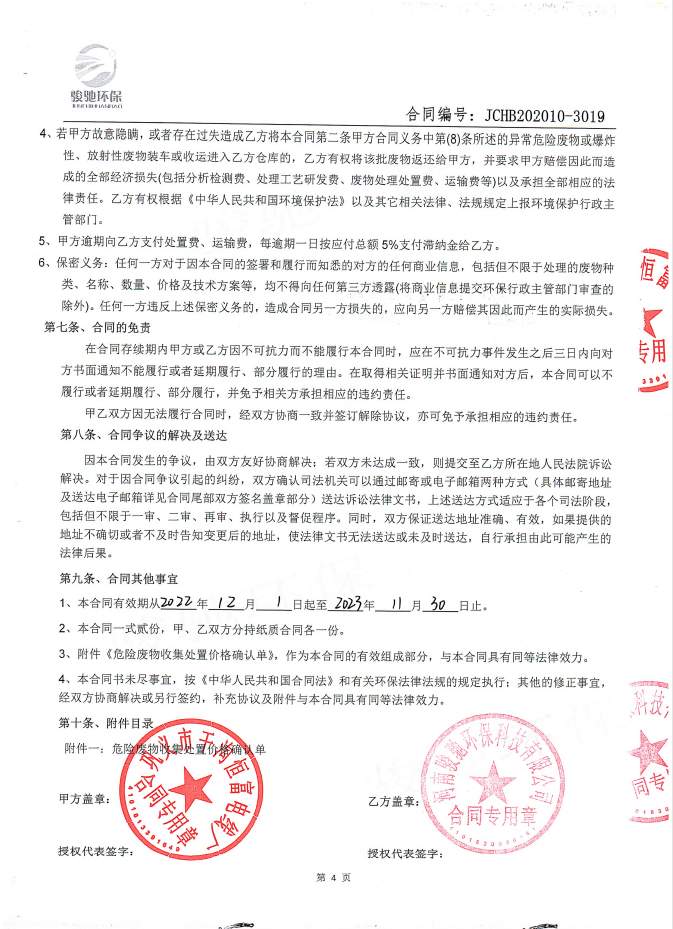 骏驰环保
JUNCHIHUANBAO
合同编号：JCHB202010-3019
4、若甲方故意隐瞒，或者存在过失造成乙方将本合同第二条甲方合同义务中第(8)条所述的异常危险废物或爆炸
性、放射性废物装车或收运进入乙方仓库的，乙方有权将该批废物返还给甲方，并要求甲方赔偿因此而造
成的全部经济损失(包括分析检测费、处理工艺研发费、废物处理处置费、运输费等)以及承担全部相应的法
律责任。乙方有权根据《中华人民共和国环境保护法》以及其它相关法律、法规规定上报环境保护行政主
管部门。
5、甲方逾期向乙方支付处置费、运输费，每逾期一日按应付总额 5%支付滞纳金给乙方。
6、保密义务：任何一方对于因本合同的签署和履行而知悉的对方的任何商业信息，包括但不限于处理的废物种
类、名称、数量、价格及技术方案等，均不得向任何第三方透露(将商业信息提交环保行政主管部门审查的
除外)。任何一方违反上述保密义务的，造成合同另一方损失的，应向另一方赔偿其因此而产生的实际损失。
第七条、合同的免责
在合同存续期内甲方或乙方因不可抗力而不能履行本合同时，应在不可抗力事件发生之后三日内向对
方书面通知不能履行或者延期履行、部分履行的理由。在取得相关证明并书面通知对方后，本合同可以不
履行或者延期履行、部分履行，并免予相关方承担相应的违约责任。
甲乙双方因无法履行合同时，经双方协商一致并签订解除协议，亦可免予承担相应的违约责任。
第八条、合同争议的解决及送达
因本合同发生的争议，由双方友好协商解决；若双方未达成一致，则提交至乙方所在地人民法院诉讼
解决。对于因合同争议引起的纠纷，双方确认司法机关可以通过邮寄或电子邮箱两种方式（具体邮寄地址
及送达电子邮箱详见合同尾部双方签名盖章部分）送达诉讼法律文书，上述送达方式适应于各个司法阶段，
包括但不限于一审、二审、再审、执行以及督促程序。同时，双方保证送达地址准确、有效，如果提供的
地址不确切或者不及时告知变更后的地址，使法律文书无法送达或未及时送达，自行承担由此可能产生的
法律后果。
第九条、合同其他事宜
1、本合同有效期从2022年 12 月 1 日起至 2023年 11 月 30 日止。
2、本合同一式贰份，甲、乙双方分持纸质合同各一份。
3、附件《危险废物收集处置价格确认单》，作为本合同的有效组成部分，与本合同具有同等法律效力。
4、本合同书未尽事宜，按《中华人民共和国合同法》和有关环保法律法规的规定执行；其他的修正事宜，
经双方协商解决或另行签约，补充协议及附件与本合同具有同等法律效力。
第十条、附件目录
附件一：危险废物收集处置价格确认单
甲方盖章：
巩义市干沟恒富电线厂
合同专用章
4101813391649
乙方盖章：
河南骏驰环保科技有限公司
合同专用章
授权代表签字：
授权代表签字：
第 4 页
恒富
专用
3391
科技
同专